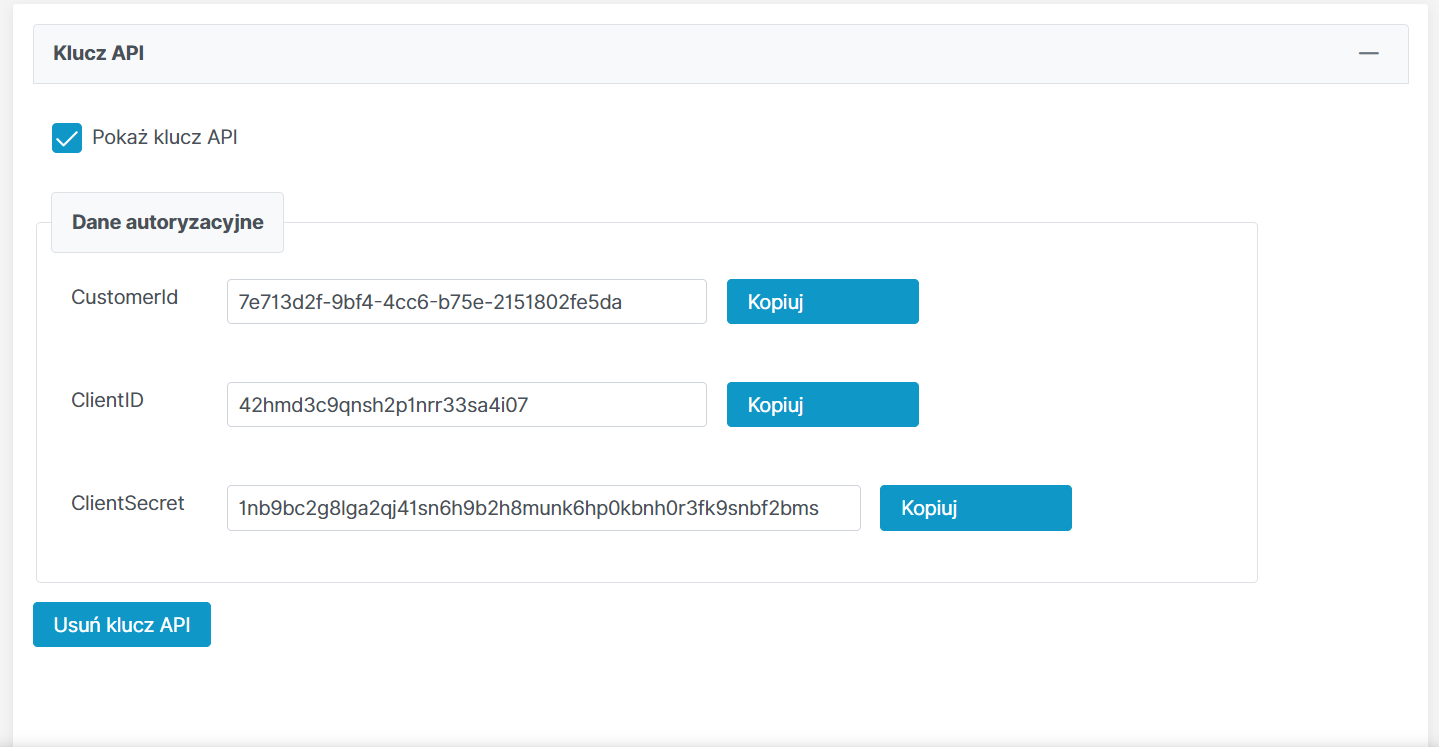 Klucz API
Pokaż klucz API
Dane autoryzacyjne
CustomerId 7e713d2f-9bf4-4cc6-b75e-2151802fe5da Kopiuj
ClientID 42hmd3c9qnsh2p1nrr33sa4i07 Kopiuj
ClientSecret 1nb9bc2g8lga2qj41sn6h9b2h8munk6hp0kbnh0r3fk9snbf2bms Kopiuj
Usuń klucz API